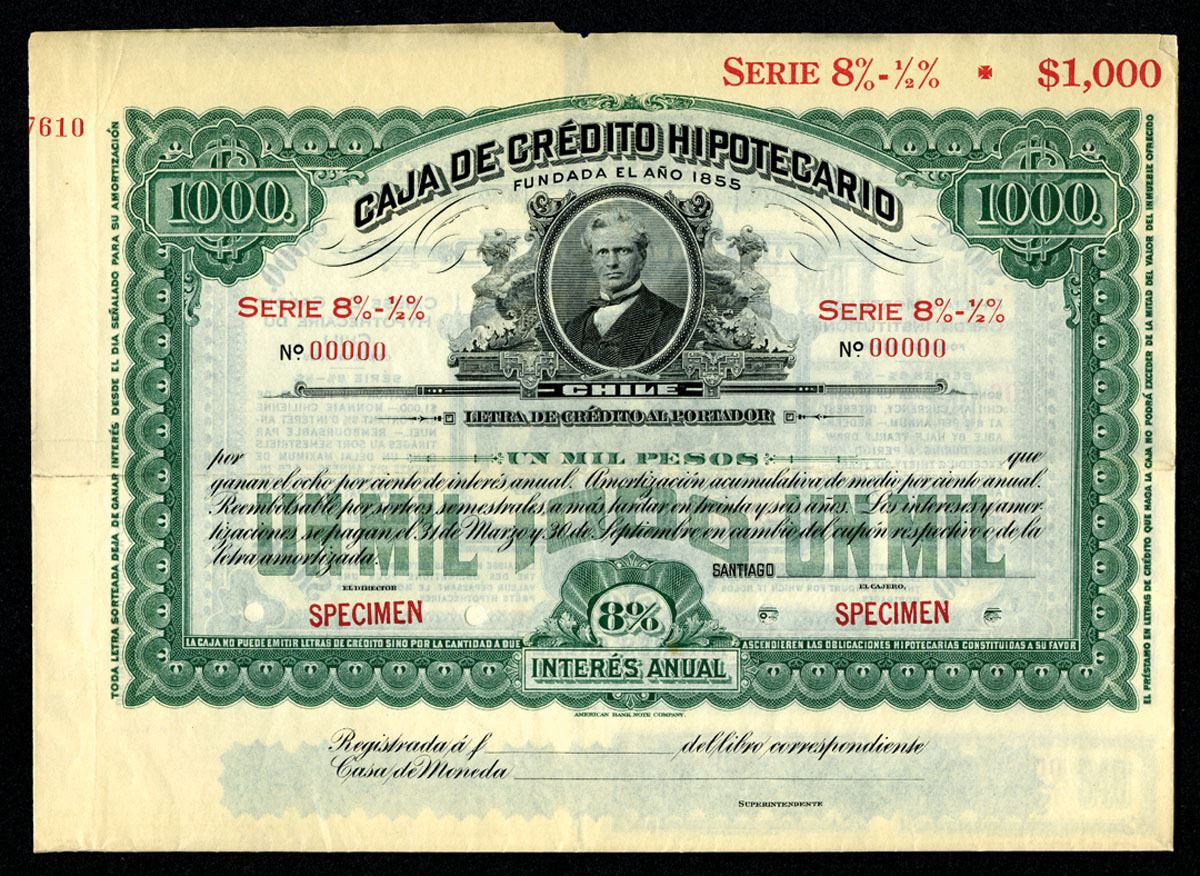 SERIE 8%-½% ✠ $1,000
7610
CAJA DE CRÉDITO HIPOTECARIO
FUNDADA EL AÑO 1855
1000. 1000.
SERIE 8%-½% SERIE 8%-½%
Nº 00000 Nº 00000
CHILE
LETRA DE CRÉDITO AL PORTADOR
por UN MIL PESOS que
ganan el ocho por ciento de interés anual. Amortización acumulativa de medio por ciento anual.
Reembolsable por sorteos semestrales, a más tardar en treinta y seis años. Los intereses y amor-
tizaciones se pagan el 31 de Marzo y 30 de Septiembre en cambio del cupón respectivo o de la
letra amortizada.
UN MIL UN MIL
SANTIAGO
EL DIRECTOR EL CAJERO,
SPECIMEN 8% SPECIMEN
LA CAJA NO PUEDE EMITIR LETRAS DE CRÉDITO SINO POR LA CANTIDAD A QUE ASCENDIEREN LAS OBLIGACIONES HIPOTECARIAS CONSTITUIDAS A SU FAVOR
INTERÉS ANUAL
AMERICAN BANK NOTE COMPANY.
TODA LETRA SORTEADA DEJA DE GANAR INTERÉS DESDE EL DIA SEÑALADO PARA SU AMORTIZACIÓN
EL PRÉSTAMO EN LETRAS DE CRÉDITO QUE HAGA LA CAJA NO PODRÁ EXCEDER DE LA MITAD DEL VALOR DEL INMUEBLE OFRECIDO
Registrada á f del libro correspondiente
Casa de Moneda
SUPERINTENDENTE